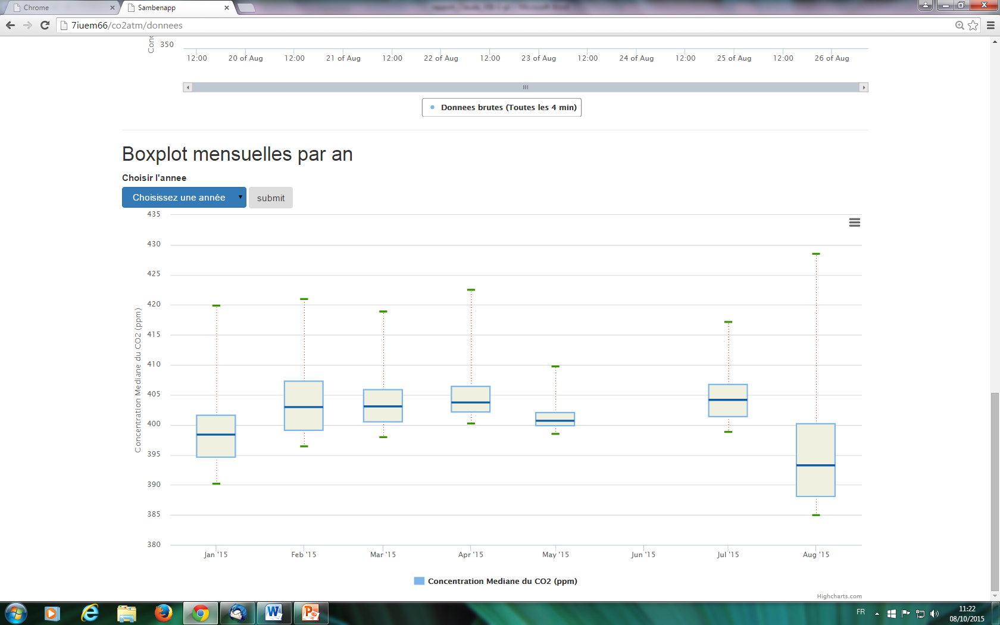 Chrome
Sambenapp
7iuem66/co2atm/donnees
350
12:00 20 of Aug 12:00 21 of Aug 12:00 22 of Aug 12:00 23 of Aug 12:00 24 of Aug 12:00 25 of Aug 12:00 26 of Aug
Donnees brutes (Toutes les 4 min)
Boxplot mensuelles par an
Choisir l'annee
Choisissez une année submit
435
430
425
420
415
410
405
400
395
390
385
380
Concentration Mediane du CO2 (ppm)
Jan '15 Feb '15 Mar '15 Apr '15 May '15 Jun '15 Jul '15 Aug '15
Concentration Mediane du CO2 (ppm)
Highcharts.com
FR
11:22
08/10/2015